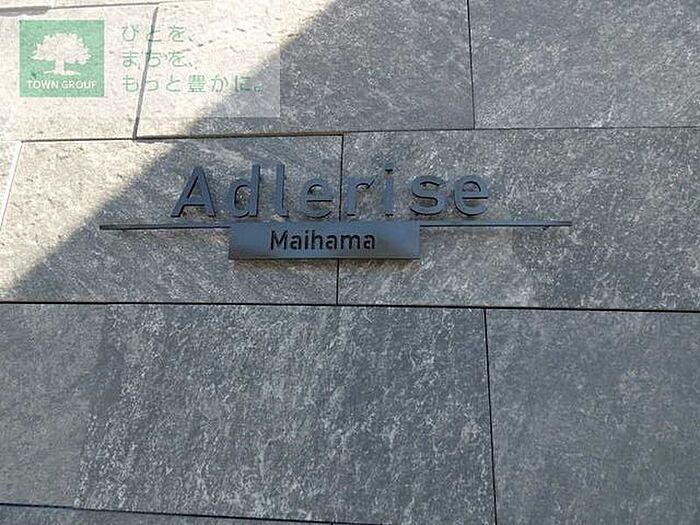 TOWN GROUP
ひとを、
まちを、
もっと豊かに。
Adlerise
Maihama